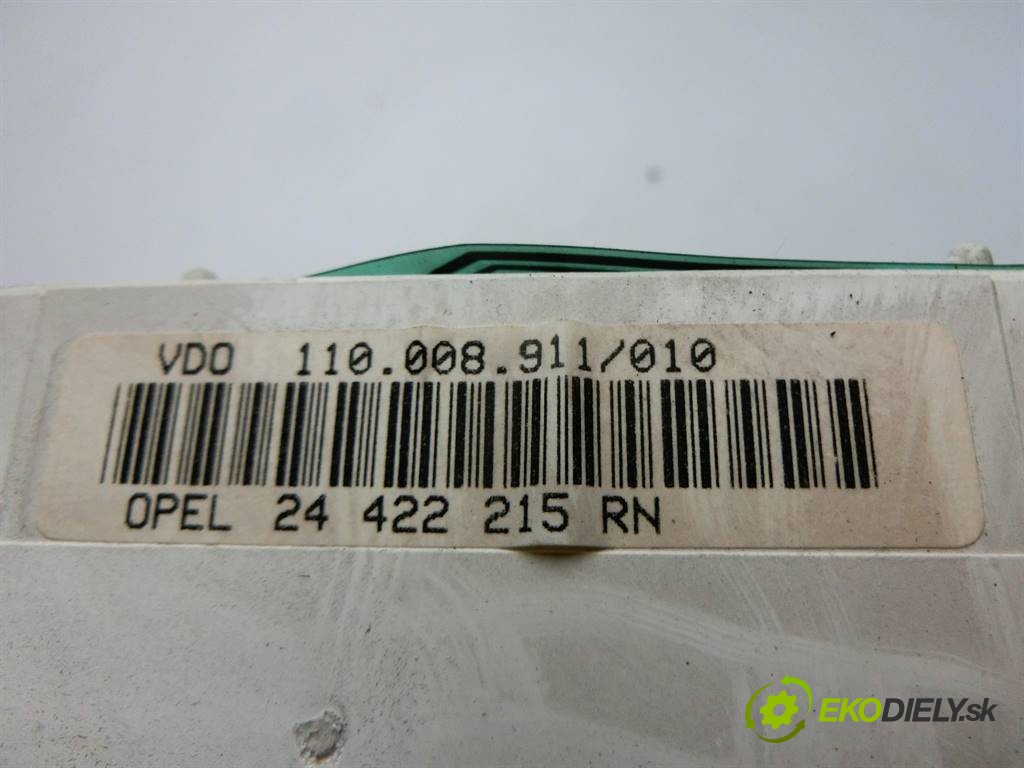 VDO 110.008.911/010
OPEL 24 422 215 RN
EKODIELY.sk